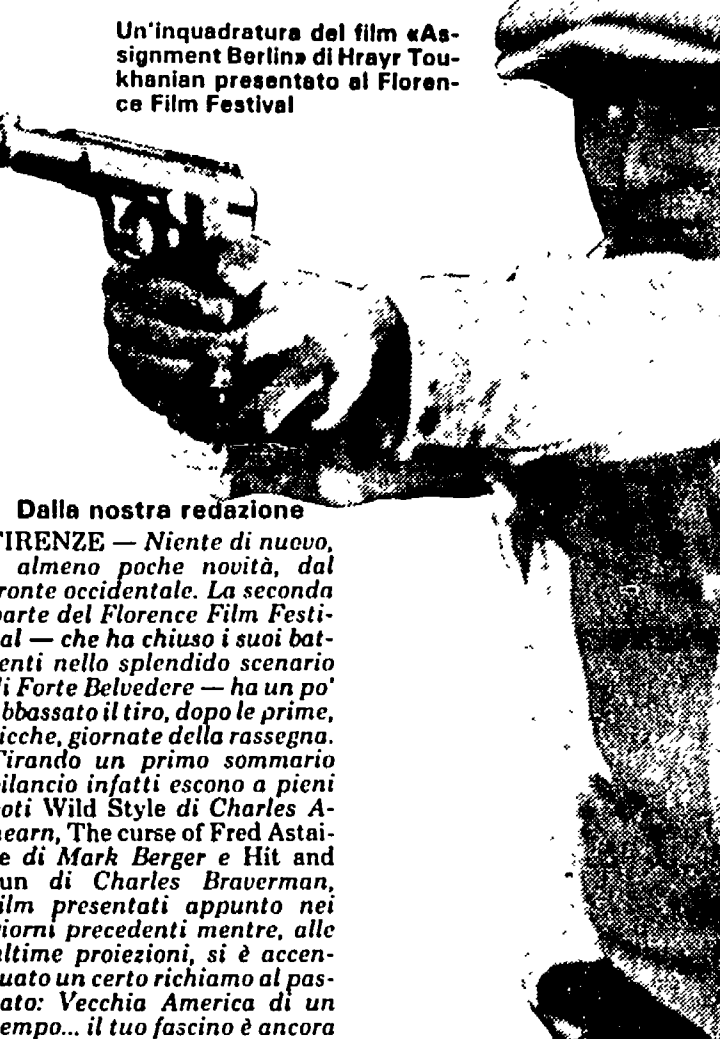 Un'inquadratura del film «As-
signment Berlin» di Hrayr Tou-
khanian presentato al Floren-
ce Film Festival
Dalla nostra redazione
IRENZE — Niente di nuovo,
almeno poche novità, dal
ronte occidentale. La seconda
parte del Florence Film Festi-
al — che ha chiuso i suoi bat-
enti nello splendido scenario
i Forte Belvedere — ha un po'
bbassato il tiro, dopo le prime,
icche, giornate della rassegna.
Tirando un primo sommario
ilancio infatti escono a pieni
oti Wild Style di Charles A-
hearn, The curse of Fred Astai-
e di Mark Berger e Hit and
un di Charles Braverman,
ilm presentati appunto nei
iorni precedenti mentre, alle
ltime proiezioni, si è accen-
uato un certo richiamo al pas-
ato: Vecchia America di un
empo... il tuo fascino è ancora